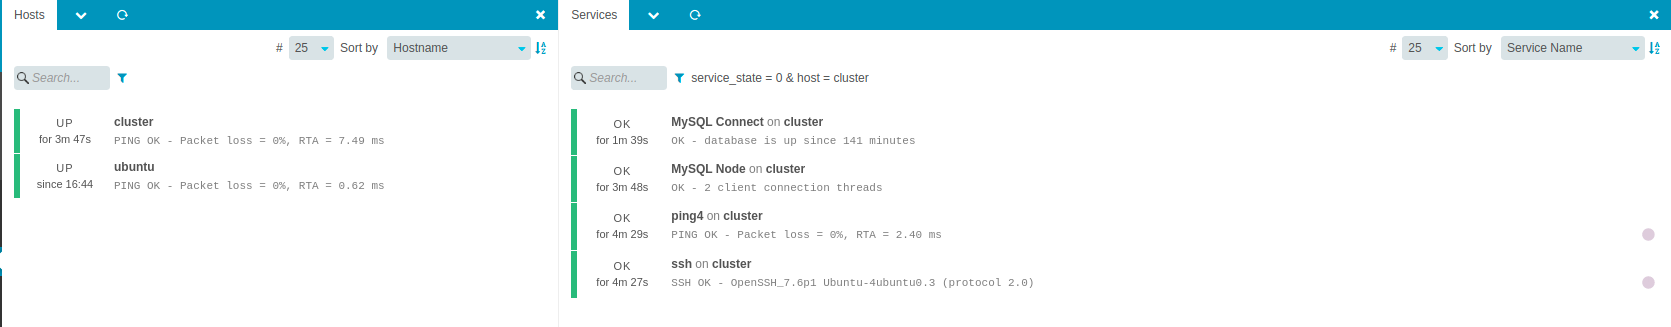 Hosts
# 25 Sort by Hostname
Search...
UP cluster
for 3m 47s PING OK - Packet loss = 0%, RTA = 7.49 ms
UP ubuntu
since 16:44 PING OK - Packet loss = 0%, RTA = 0.62 ms
Services
# 25 Sort by Service Name
Search... service_state = 0 & host = cluster
OK MySQL Connect on cluster
for 1m 39s OK - database is up since 141 minutes
OK MySQL Node on cluster
for 3m 48s OK - 2 client connection threads
OK ping4 on cluster
for 4m 29s PING OK - Packet loss = 0%, RTA = 2.40 ms
OK ssh on cluster
for 4m 27s SSH OK - OpenSSH_7.6p1 Ubuntu-4ubuntu0.3 (protocol 2.0)